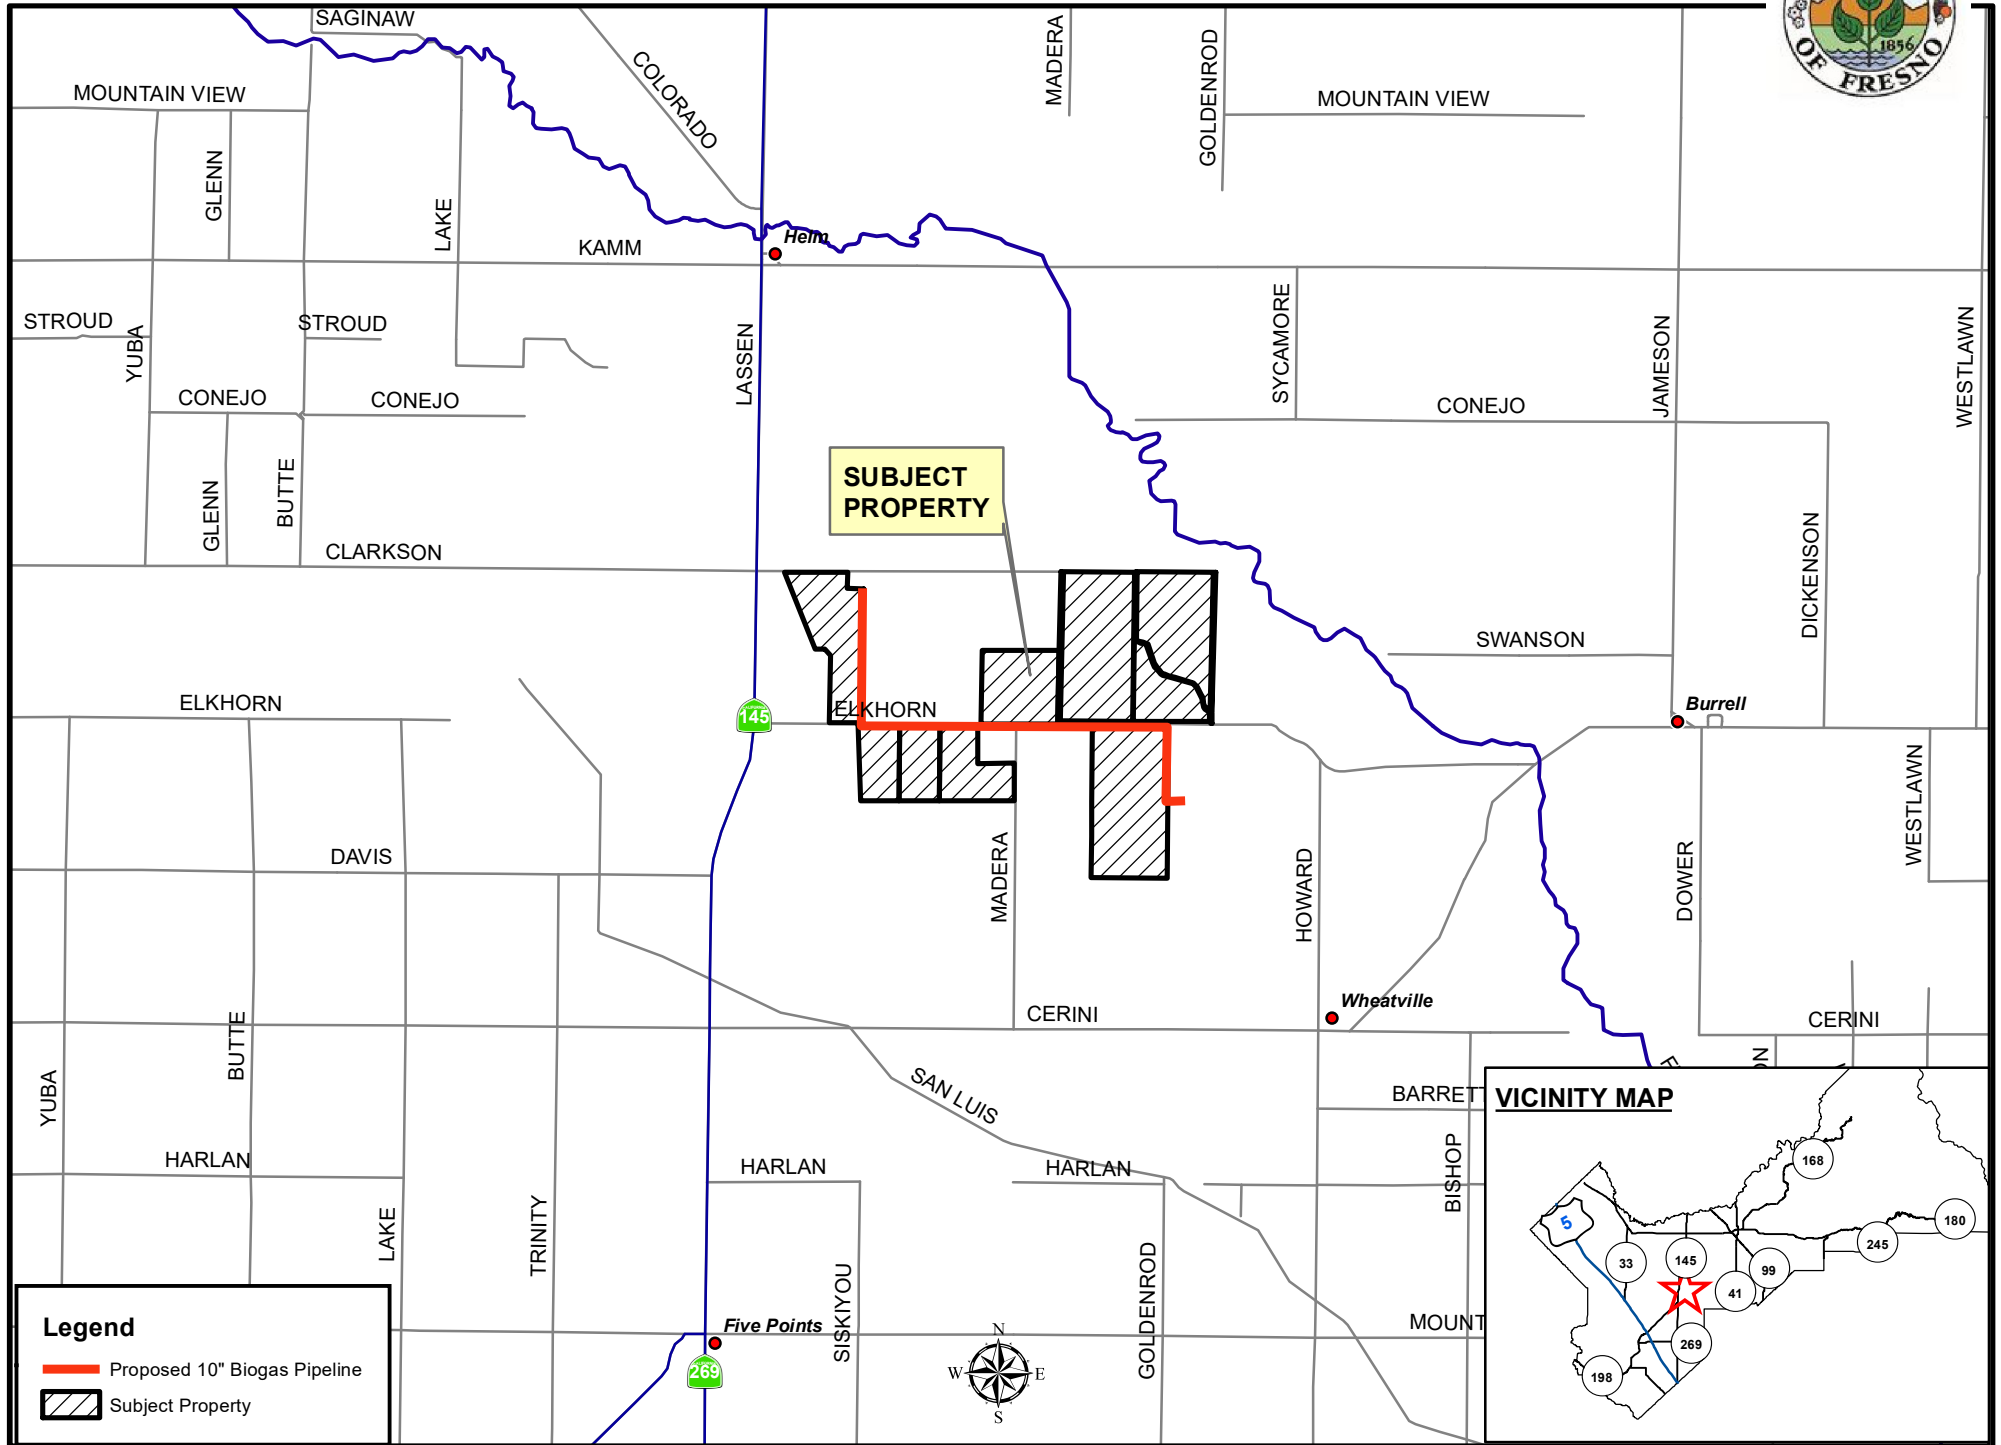 SAGINAW
COLORADO
MADERA
GOLDENROD
1856
OF FRESNO
MOUNTAIN VIEW
MOUNTAIN VIEW
GLENN
LAKE
KAMM
Helm
STROUD
STROUD
YUBA
LASSEN
SYCAMORE
JAMESON
WESTLAWN
CONEJO
CONEJO
CONEJO
SUBJECT
PROPERTY
GLENN
BUTTE
CLARKSON
DICKENSON
SWANSON
ELKHORN
145
ELKHORN
Burrell
DAVIS
MADERA
HOWARD
DOWER
WESTLAWN
Wheatville
CERINI
CERINI
BUTTE
YUBA
SAN LUIS
BARRETT
HARLAN
HARLAN
HARLAN
BISHOP
LAKE
TRINITY
SISKIYOU
GOLDENROD
MOUNT
Five Points
269
N
W
E
S
Legend
Proposed 10" Biogas Pipeline
Subject Property
VICINITY MAP
168
5
180
245
33
145
99
41
269
198